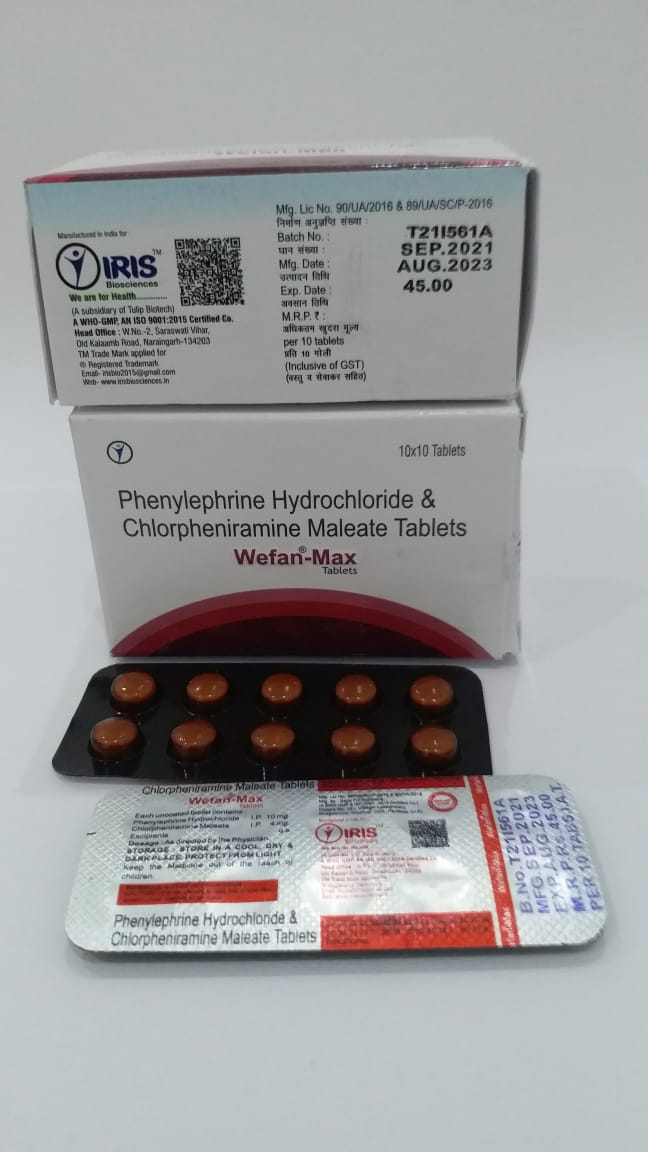 Wefan-Max
Manufactured in India for
IRIS TM
Biosciences
We are for Health.............
(A subsidiary of Tulip Biotech)
A WHO-GMP, AN ISO 9001:2015 Certified Co.
Head Office : W.No.-2, Saraswati Vihar,
Old Kalaamb Road, Naraingarh-134203
TM Trade Mark applied for
® Registered Trademark
Email- irisbio2015@gmail.com
Web- www.irisbiosciences.in
Mfg. Lic No. 90/UA/2016 & 89/UA/SC/P-2016
निर्माण अनुज्ञप्ति संख्या :
Batch No. : T21I561A
घान संख्या :
Mfg. Date : SEP.2021
उत्पादन तिथि
Exp. Date : AUG.2023
अवसान तिथि
M.R.P. ₹ : 45.00
अधिकतम खुदरा मूल्य
per 10 tablets
प्रति 10 गोली
(Inclusive of GST)
(वस्तु व सेवाकर सहित)
10x10 Tablets
Phenylephrine Hydrochloride &
Chlorpheniramine Maleate Tablets
Wefan®-Max
Tablets
Chlorpheniramine Maleate Tablets
Wefan®-Max
Tablets
Each uncoated tablet contains :
Phenylephrine Hydrochloride I.P. 10 mg
Chlorpheniramine Maleate I.P. 4 mg
Excipients q.s.
Dosage : As directed by the Physician.
STORAGE : STORE IN A COOL, DRY &
DARK PLACE, PROTECT FROM LIGHT
Keep the Medicine out of the reach of
children.
Phenylephrine Hydrochloride &
Chlorpheniramine Maleate Tablets
IRIS
B.No. T21I561A
MFG. SEP.2021
EXP. AUG.2023
M.R.P.RS.45.00
PER 10 TABS